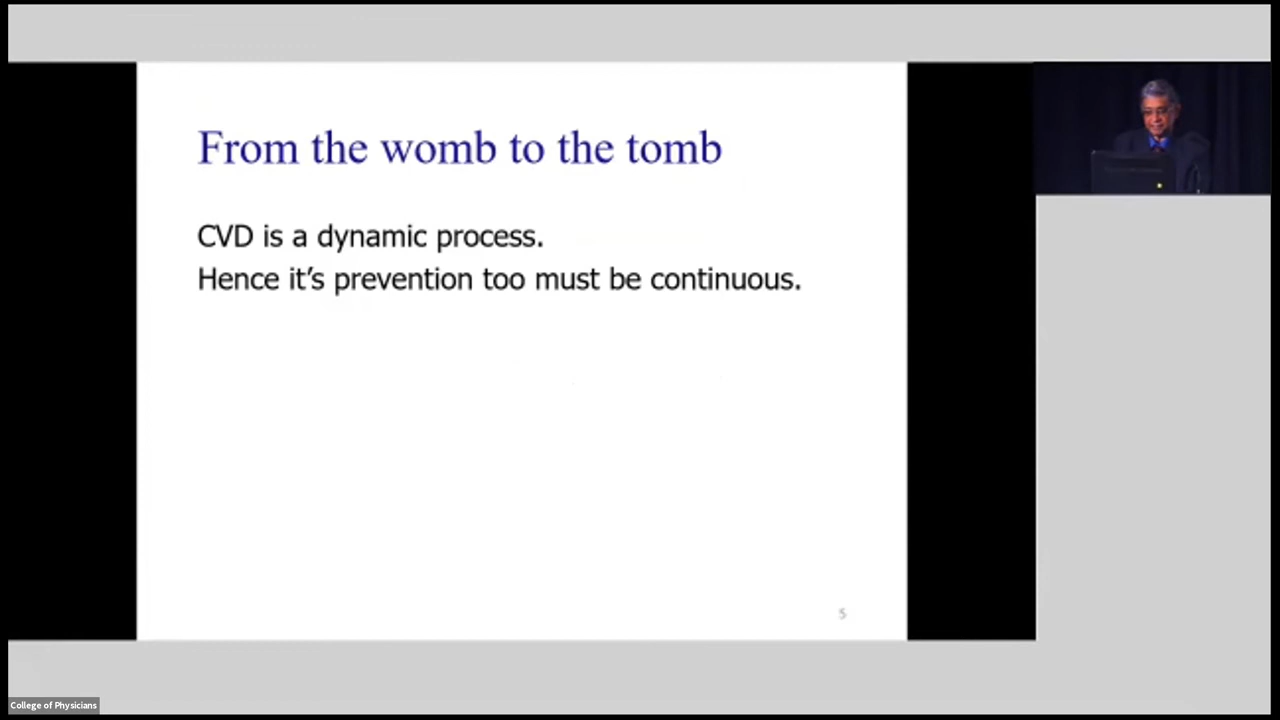 From the womb to the tomb
CVD is a dynamic process.
Hence it’s prevention too must be continuous.
5
College of Physicians